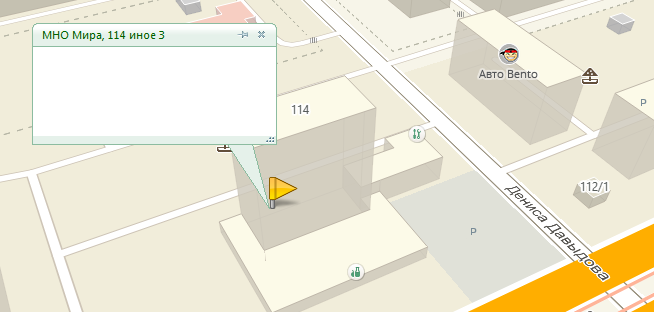 МНО Мира, 114 иное 3
114
Авто Bento
P
112/1
Дениса Давыдова
P